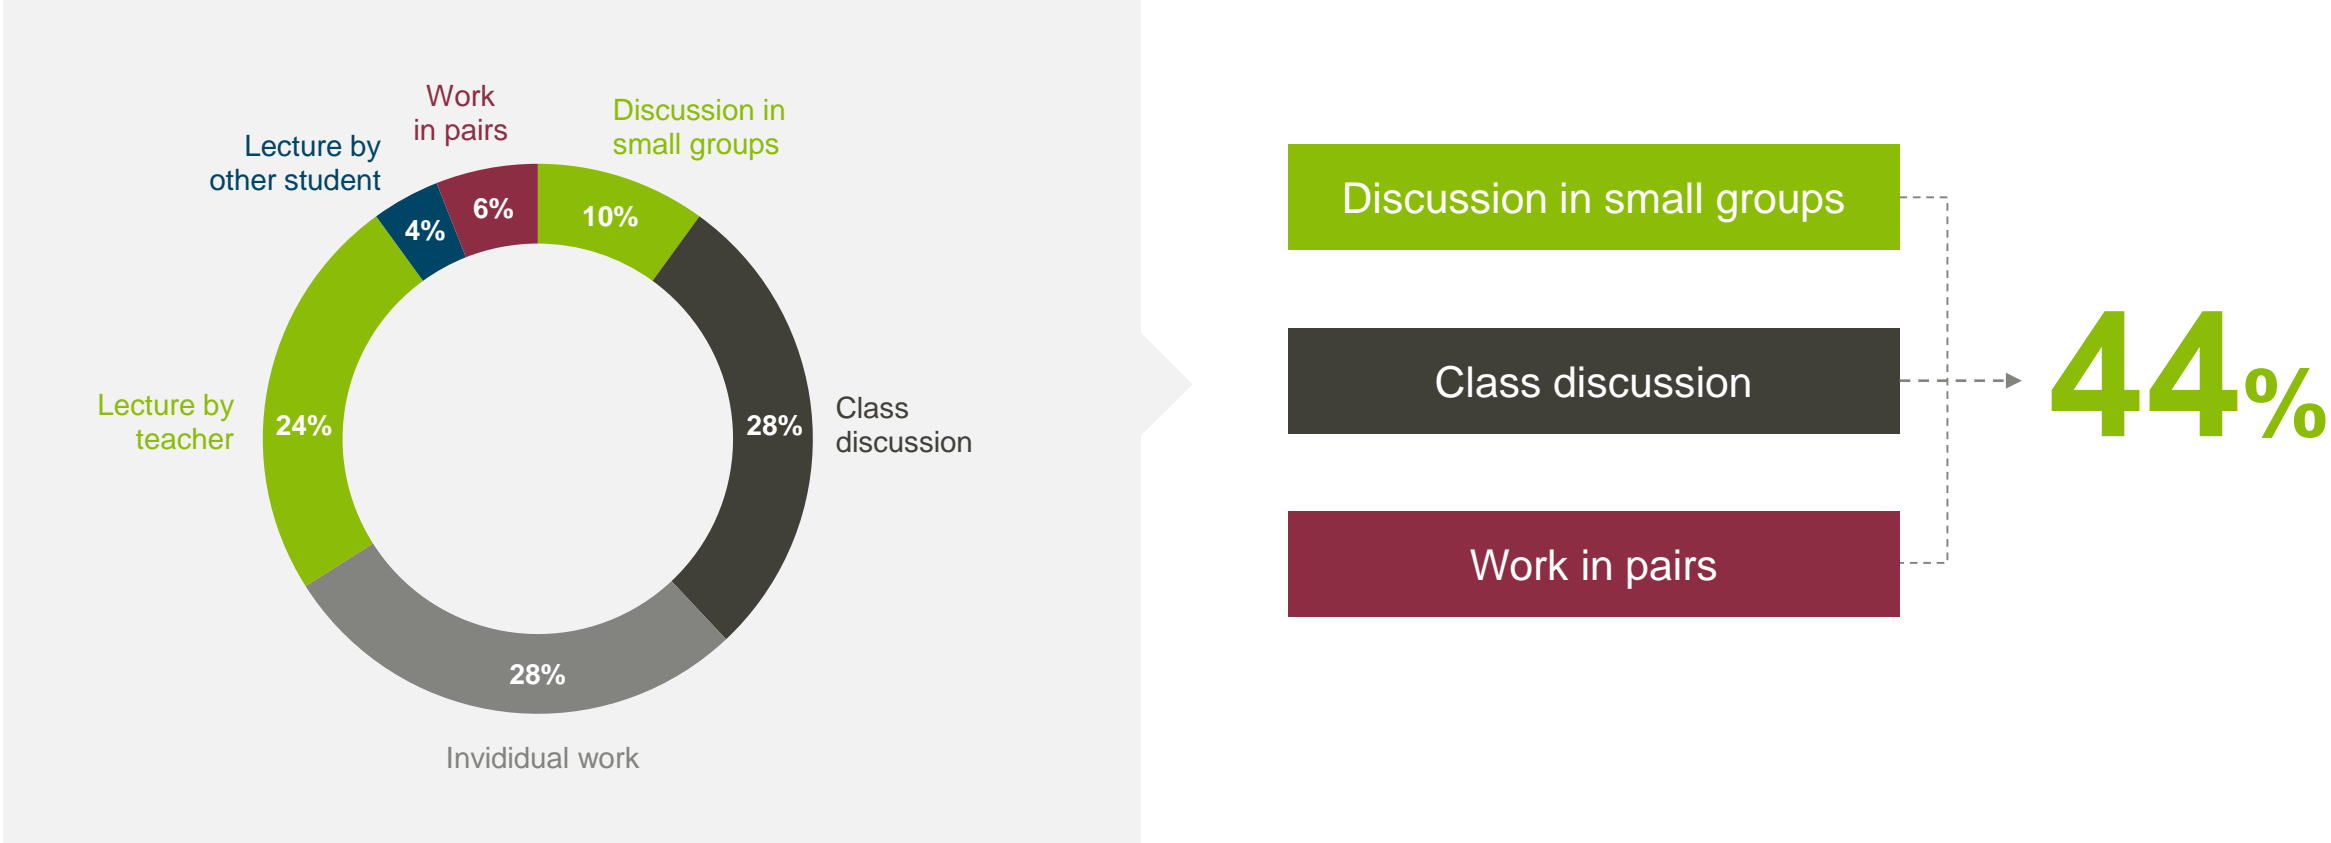 Work
in pairs
Discussion in
small groups
Lecture by
other student
6%
10%
4%
Lecture by
teacher
24%
28%
Class
discussion
28%
Invididual work
Discussion in small groups
Class discussion
Work in pairs
44%